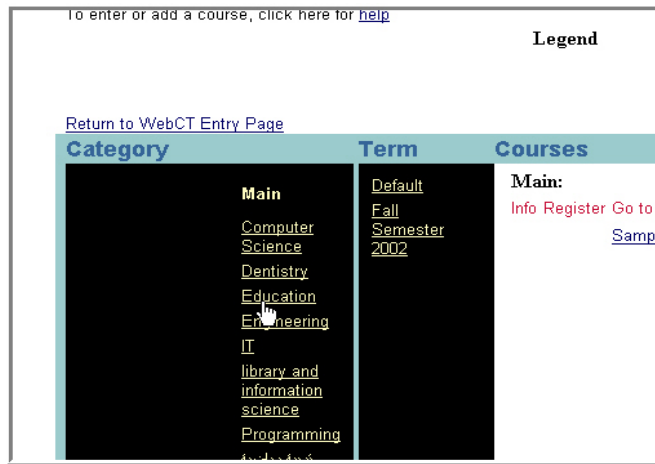 To enter or add a course, click here for help
Legend
Return to WebCT Entry Page
Category Term Courses
Main
Computer
Science
Dentistry
Education
Engineering
IT
library and
information
science
Programming
Default
Fall
Semester
2002
Main:
Info Register Go to
Samp